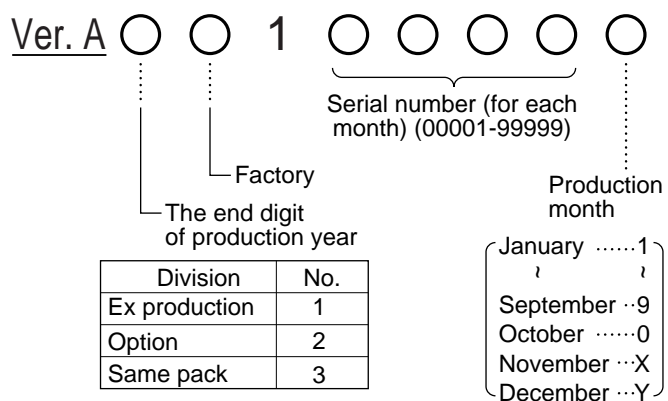 Ver. A ○ ○ 1 ○ ○ ○ ○ ○
Serial number (for each
month) (00001-99999)
Factory
The end digit
of production year
Production
month
January ······1
~ ~
September ··9
October ······0
November ···X
December ···Y
Division No.
Ex production 1
Option 2
Same pack 3